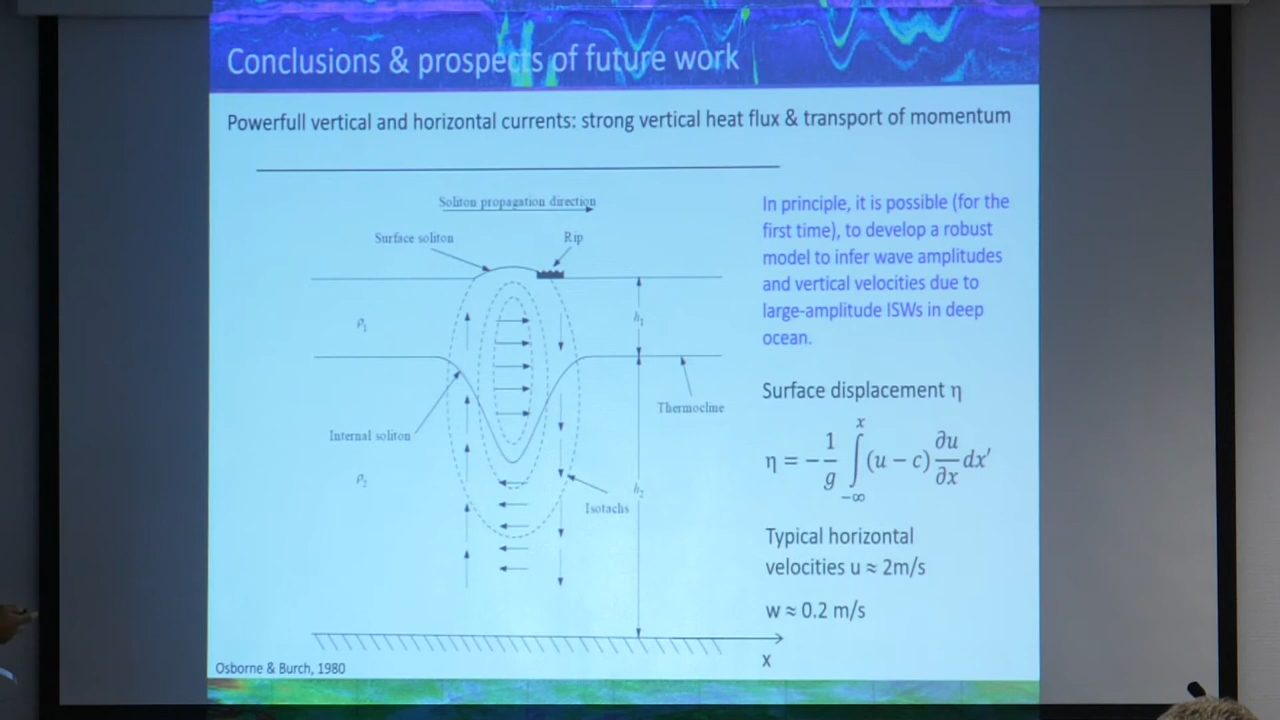 Conclusions & prospects of future work
Powerfull vertical and horizontal currents: strong vertical heat flux & transport of momentum
Soliton propagation direction
Surface soliton
Rip
ρ₁
h₁
Thermocline
Internal soliton
ρ₂
h₂
Isotachs
In principle, it is possible (for the
first time), to develop a robust
model to infer wave amplitudes
and vertical velocities due to
large-amplitude ISWs in deep
ocean.
Surface displacement η
η = −1/g ∫_{−∞}^{x} (u − c) ∂u/∂x dx′
Typical horizontal
velocities u ≈ 2m/s
w ≈ 0.2 m/s
X
Osborne & Burch, 1980